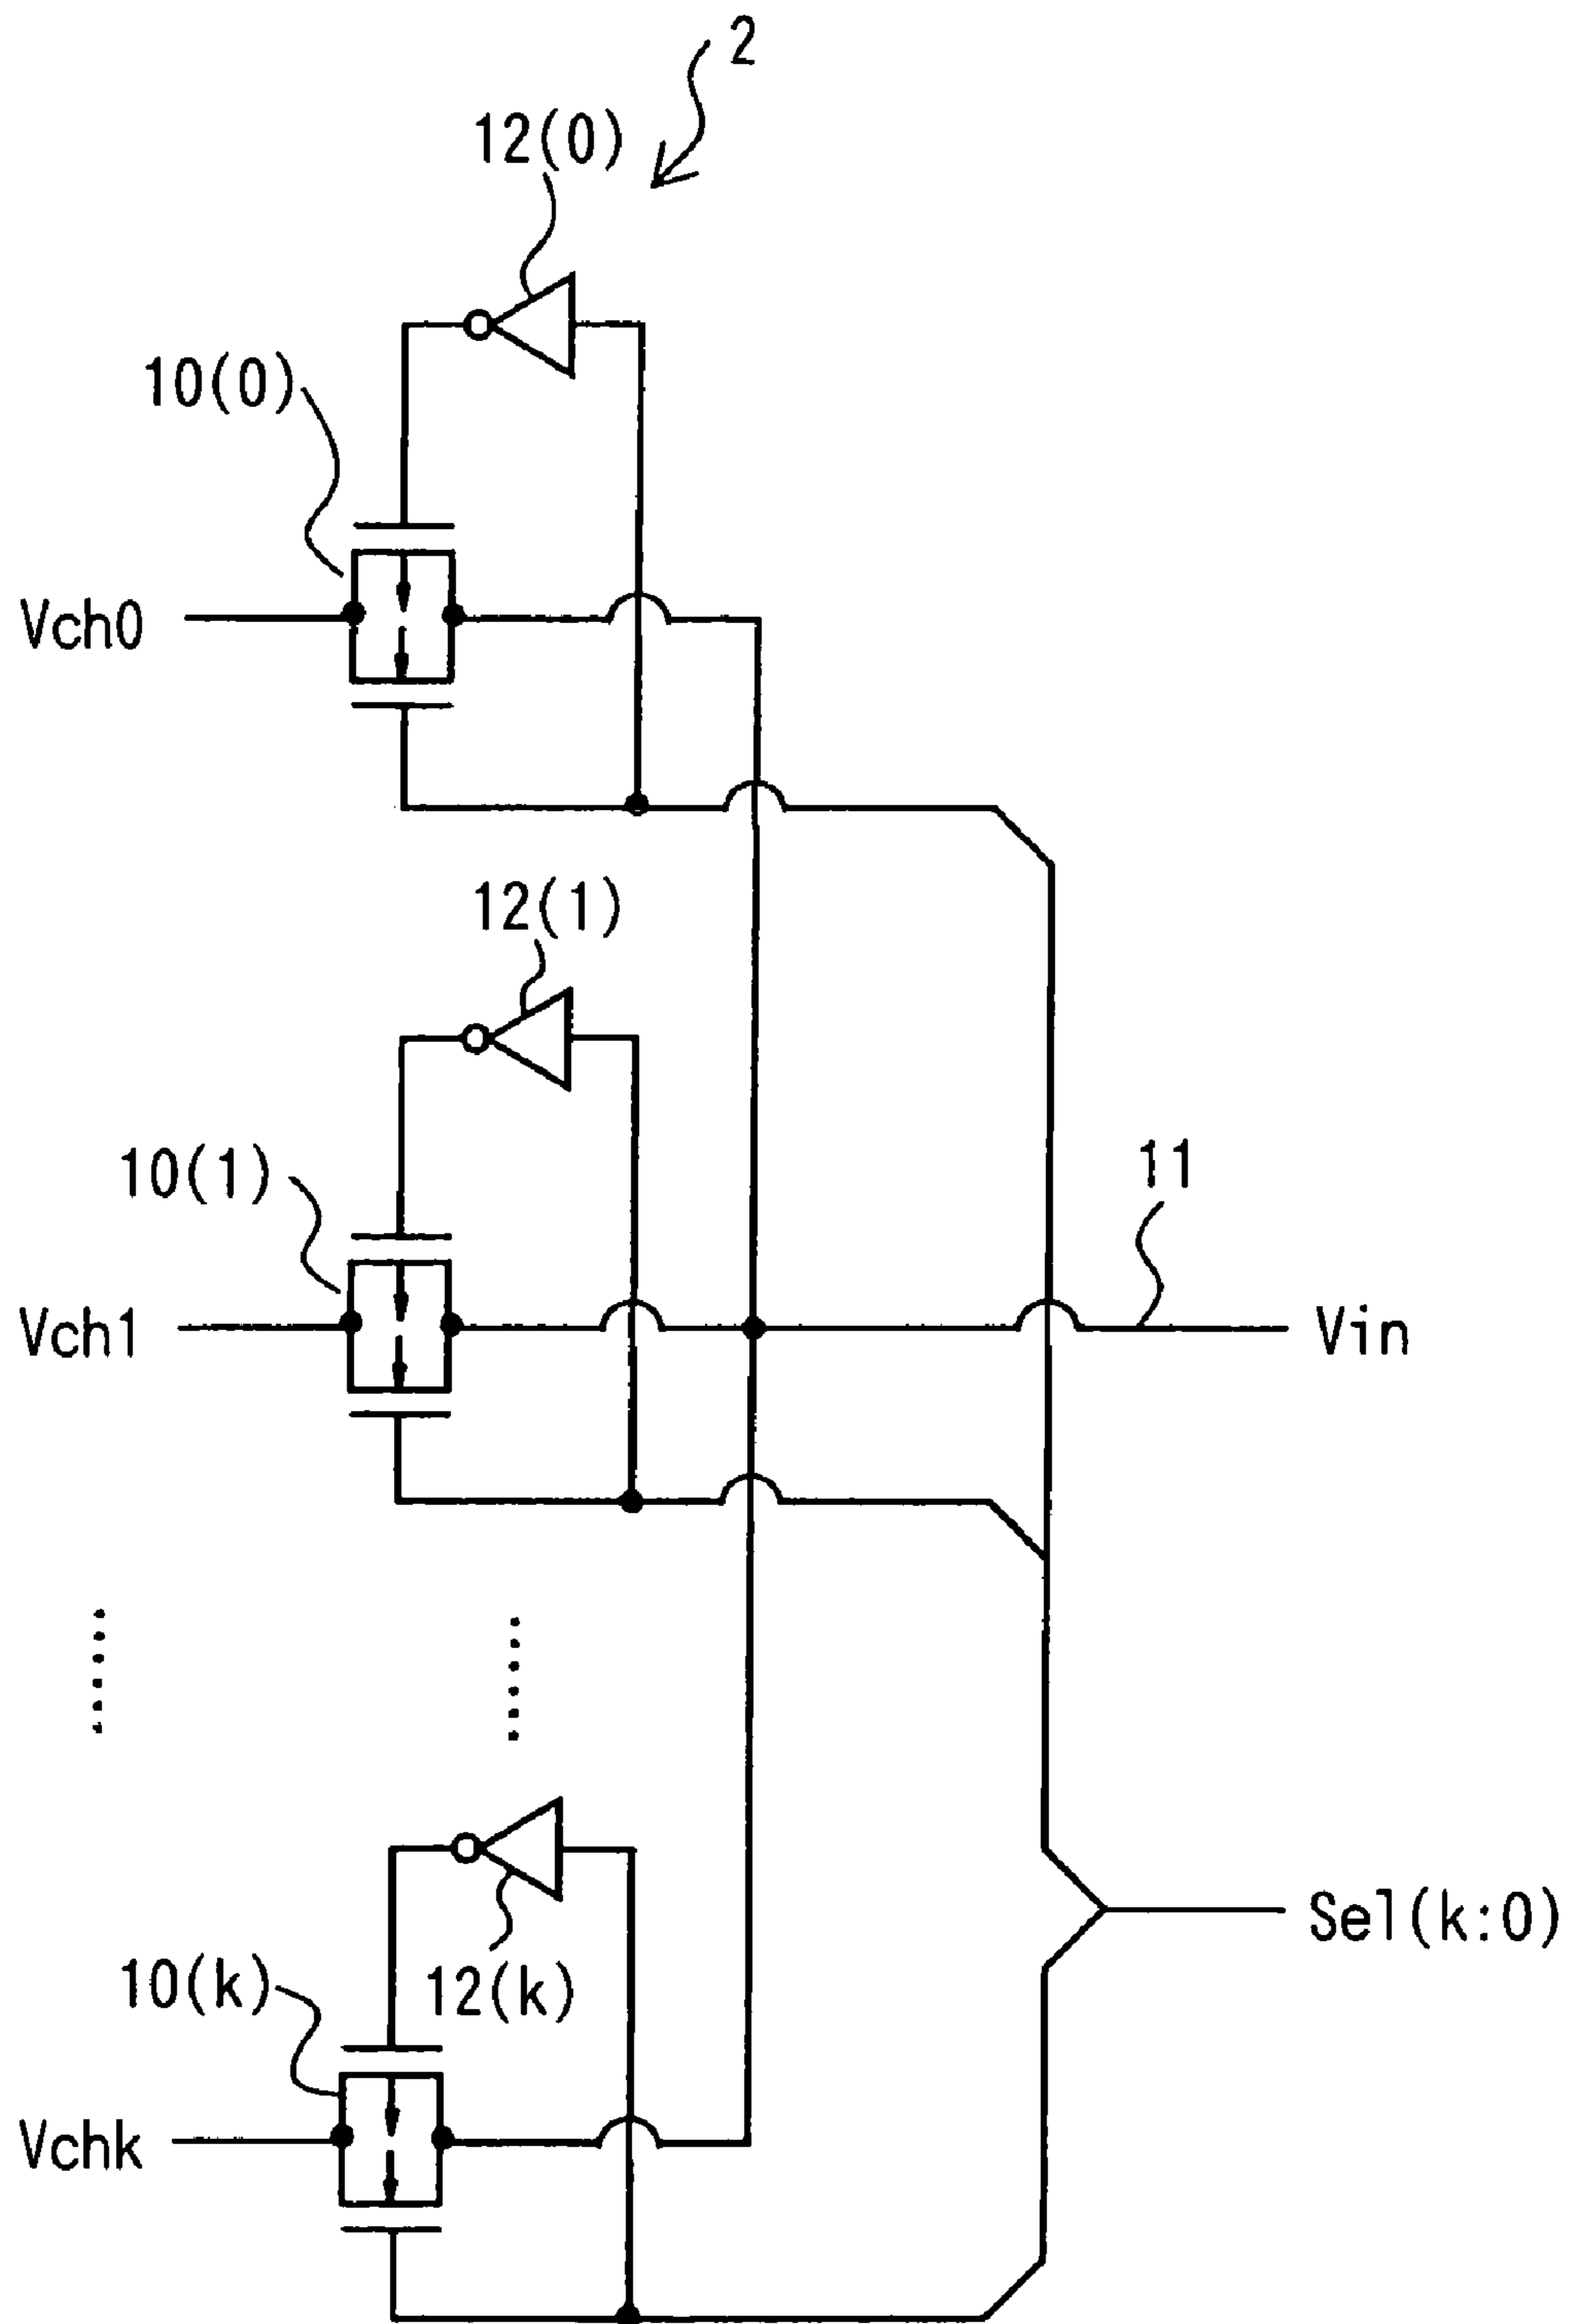 2
12(0)
10(0)
Vch0
12(1)
10(1)
11
Vch1
Vin
Sel(k:0)
10(k)
12(k)
Vchk